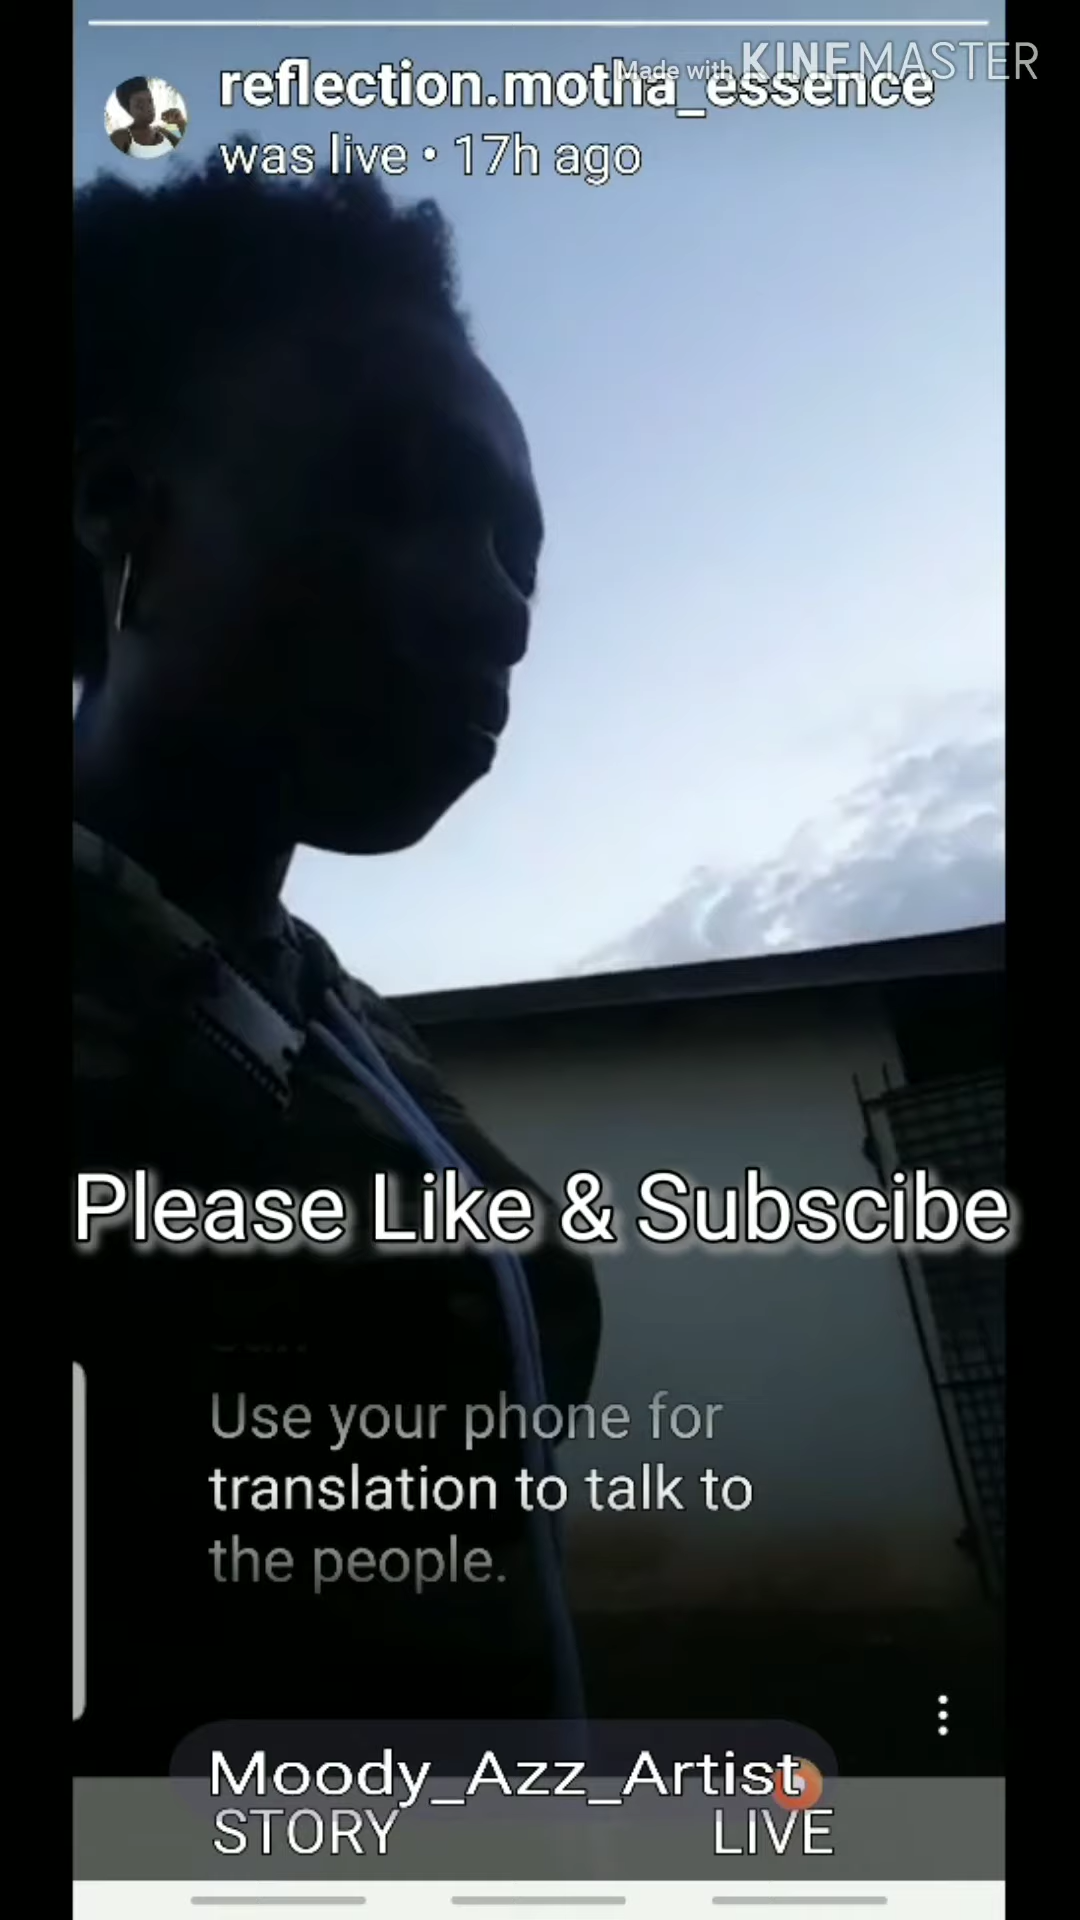 Made with KINEMASTER
reflection.motha_essence
was live • 17h ago
Please Like & Subscibe
Use your phone for
translation to talk to
the people.
Moody_Azz_Artist
STORY
LIVE